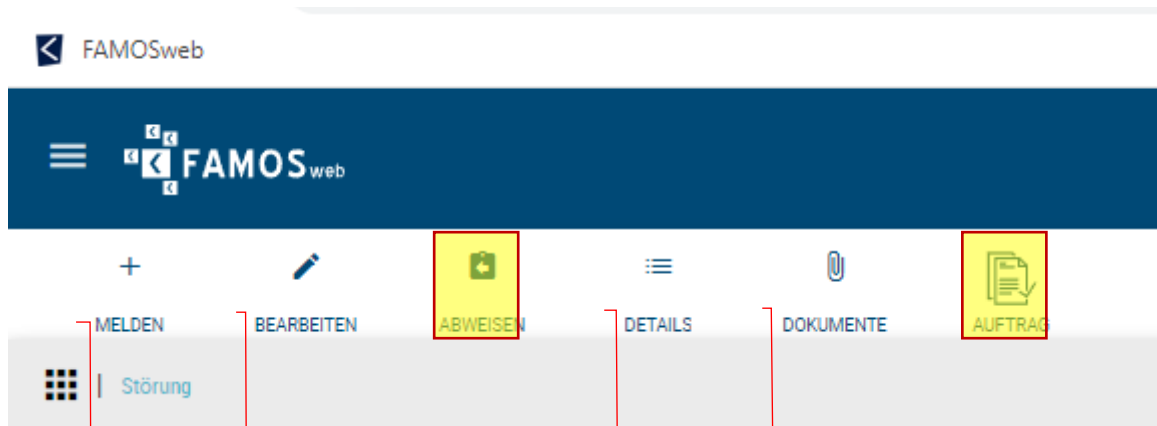 FAMOSweb
FAMOSweb
MELDEN BEARBEITEN ABWEISEN DETAILS DOKUMENTE AUFTRAG
| Störung